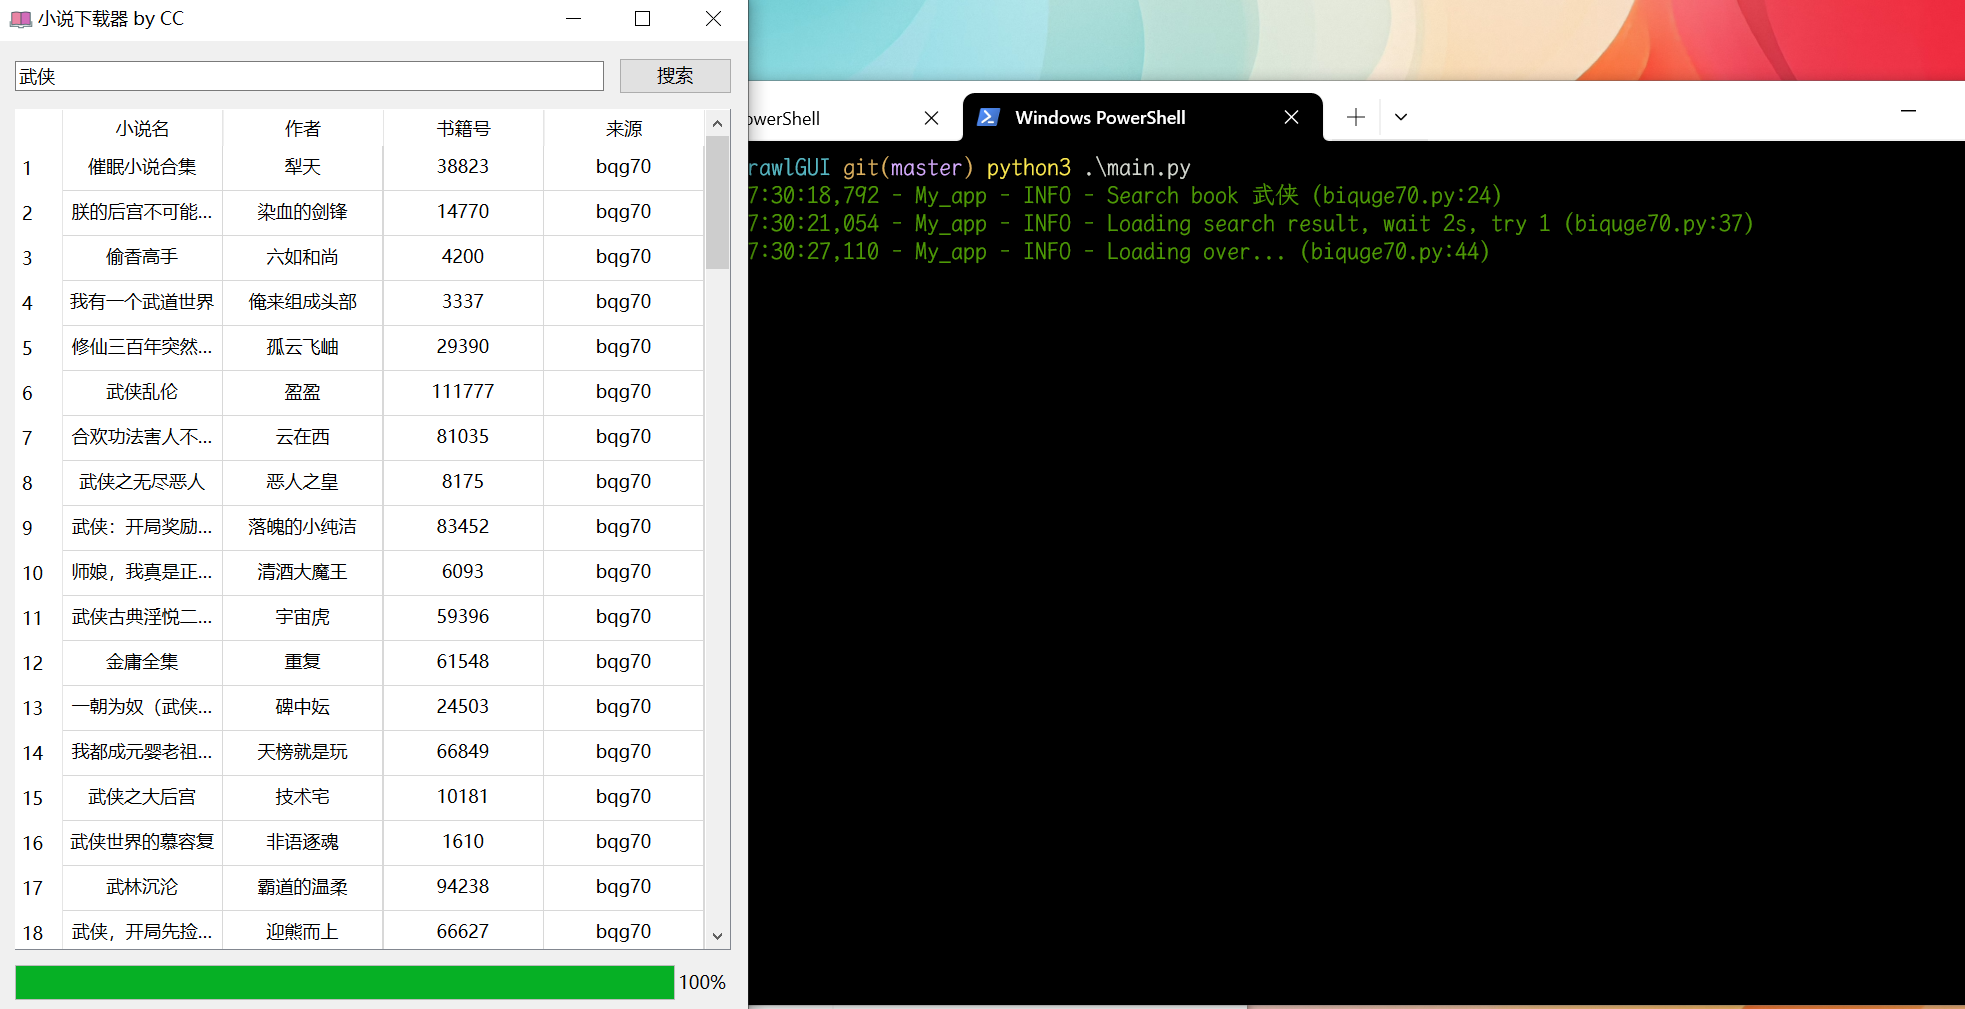 小说下载器 by CC
武侠 搜索
小说名 作者 书籍号 来源
1 催眠小说合集 犁天 38823 bqg70
2 朕的后宫不可能... 染血的剑锋 14770 bqg70
3 偷香高手 六如和尚 4200 bqg70
4 我有一个武道世界 俺来组成头部 3337 bqg70
5 修仙三百年突然... 孤云飞岫 29390 bqg70
6 武侠乱伦 盈盈 111777 bqg70
7 合欢功法害人不... 云在西 81035 bqg70
8 武侠之无尽恶人 恶人之皇 8175 bqg70
9 武侠：开局奖励... 落魄的小纯洁 83452 bqg70
10 师娘，我真是正... 清酒大魔王 6093 bqg70
11 武侠古典淫悦二... 宇宙虎 59396 bqg70
12 金庸全集 重复 61548 bqg70
13 一朝为奴（武侠... 碑中妘 24503 bqg70
14 我都成元婴老祖... 天榜就是玩 66849 bqg70
15 武侠之大后宫 技术宅 10181 bqg70
16 武侠世界的慕容复 非语逐魂 1610 bqg70
17 武林沉沦 霸道的温柔 94238 bqg70
18 武侠，开局先捡... 迎熊而上 66627 bqg70
100%
owerShell Windows PowerShell
rawlGUI git(master) python3 .\main.py
7:30:18,792 - My_app - INFO - Search book 武侠 (biquge70.py:24)
7:30:21,054 - My_app - INFO - Loading search result, wait 2s, try 1 (biquge70.py:37)
7:30:27,110 - My_app - INFO - Loading over... (biquge70.py:44)